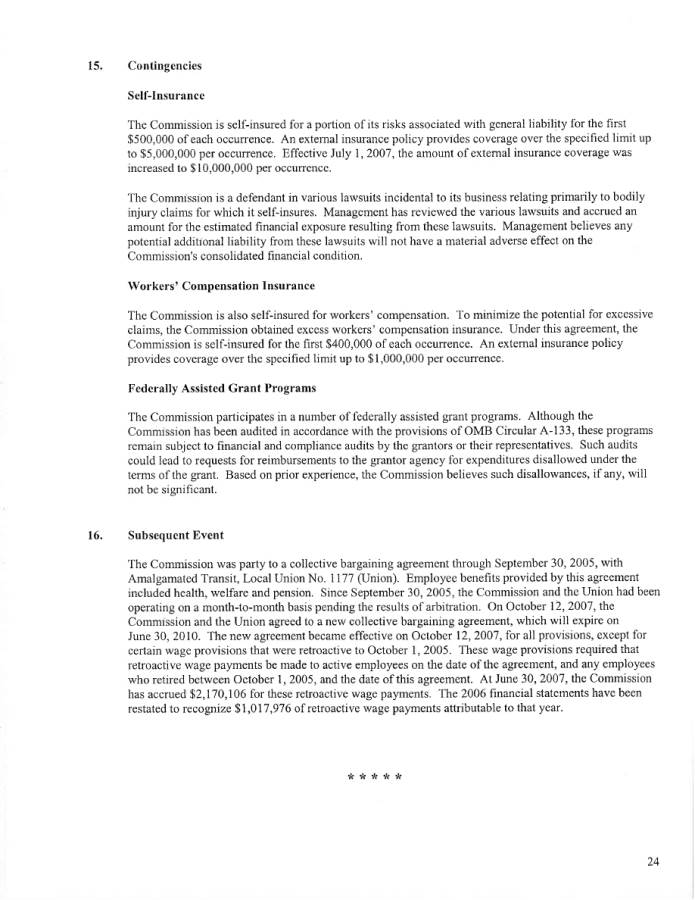 15. Contingencies
Self-Insurance
The Commission is self-insured for a portion of its risks associated with general liability for the first
$500,000 of each occurrence. An external insurance policy provides coverage over the specified limit up
to $5,000,000 per occurrence. Effective July 1, 2007, the amount of external insurance coverage was
increased to $10,000,000 per occurrence.
The Commission is a defendant in various lawsuits incidental to its business relating primarily to bodily
injury claims for which it self-insures. Management has reviewed the various lawsuits and accrued an
amount for the estimated financial exposure resulting from these lawsuits. Management believes any
potential additional liability from these lawsuits will not have a material adverse effect on the
Commission's consolidated financial condition.
Workers' Compensation Insurance
The Commission is also self-insured for workers' compensation. To minimize the potential for excessive
claims, the Commission obtained excess workers' compensation insurance. Under this agreement, the
Commission is self-insured for the first $400,000 of each occurrence. An external insurance policy
provides coverage over the specified limit up to $1,000,000 per occurrence.
Federally Assisted Grant Programs
The Commission participates in a number of federally assisted grant programs. Although the
Commission has been audited in accordance with the provisions of OMB Circular A-133, these programs
remain subject to financial and compliance audits by the grantors or their representatives. Such audits
could lead to requests for reimbursements to the grantor agency for expenditures disallowed under the
terms of the grant. Based on prior experience, the Commission believes such disallowances, if any, will
not be significant.
16. Subsequent Event
The Commission was party to a collective bargaining agreement through September 30, 2005, with
Amalgamated Transit, Local Union No. 1177 (Union). Employee benefits provided by this agreement
included health, welfare and pension. Since September 30, 2005, the Commission and the Union had been
operating on a month-to-month basis pending the results of arbitration. On October 12, 2007, the
Commission and the Union agreed to a new collective bargaining agreement, which will expire on
June 30, 2010. The new agreement became effective on October 12, 2007, for all provisions, except for
certain wage provisions that were retroactive to October 1, 2005. These wage provisions required that
retroactive wage payments be made to active employees on the date of the agreement, and any employees
who retired between October 1, 2005, and the date of this agreement. At June 30, 2007, the Commission
has accrued $2,170,106 for these retroactive wage payments. The 2006 financial statements have been
restated to recognize $1,017,976 of retroactive wage payments attributable to that year.
* * * * *
24